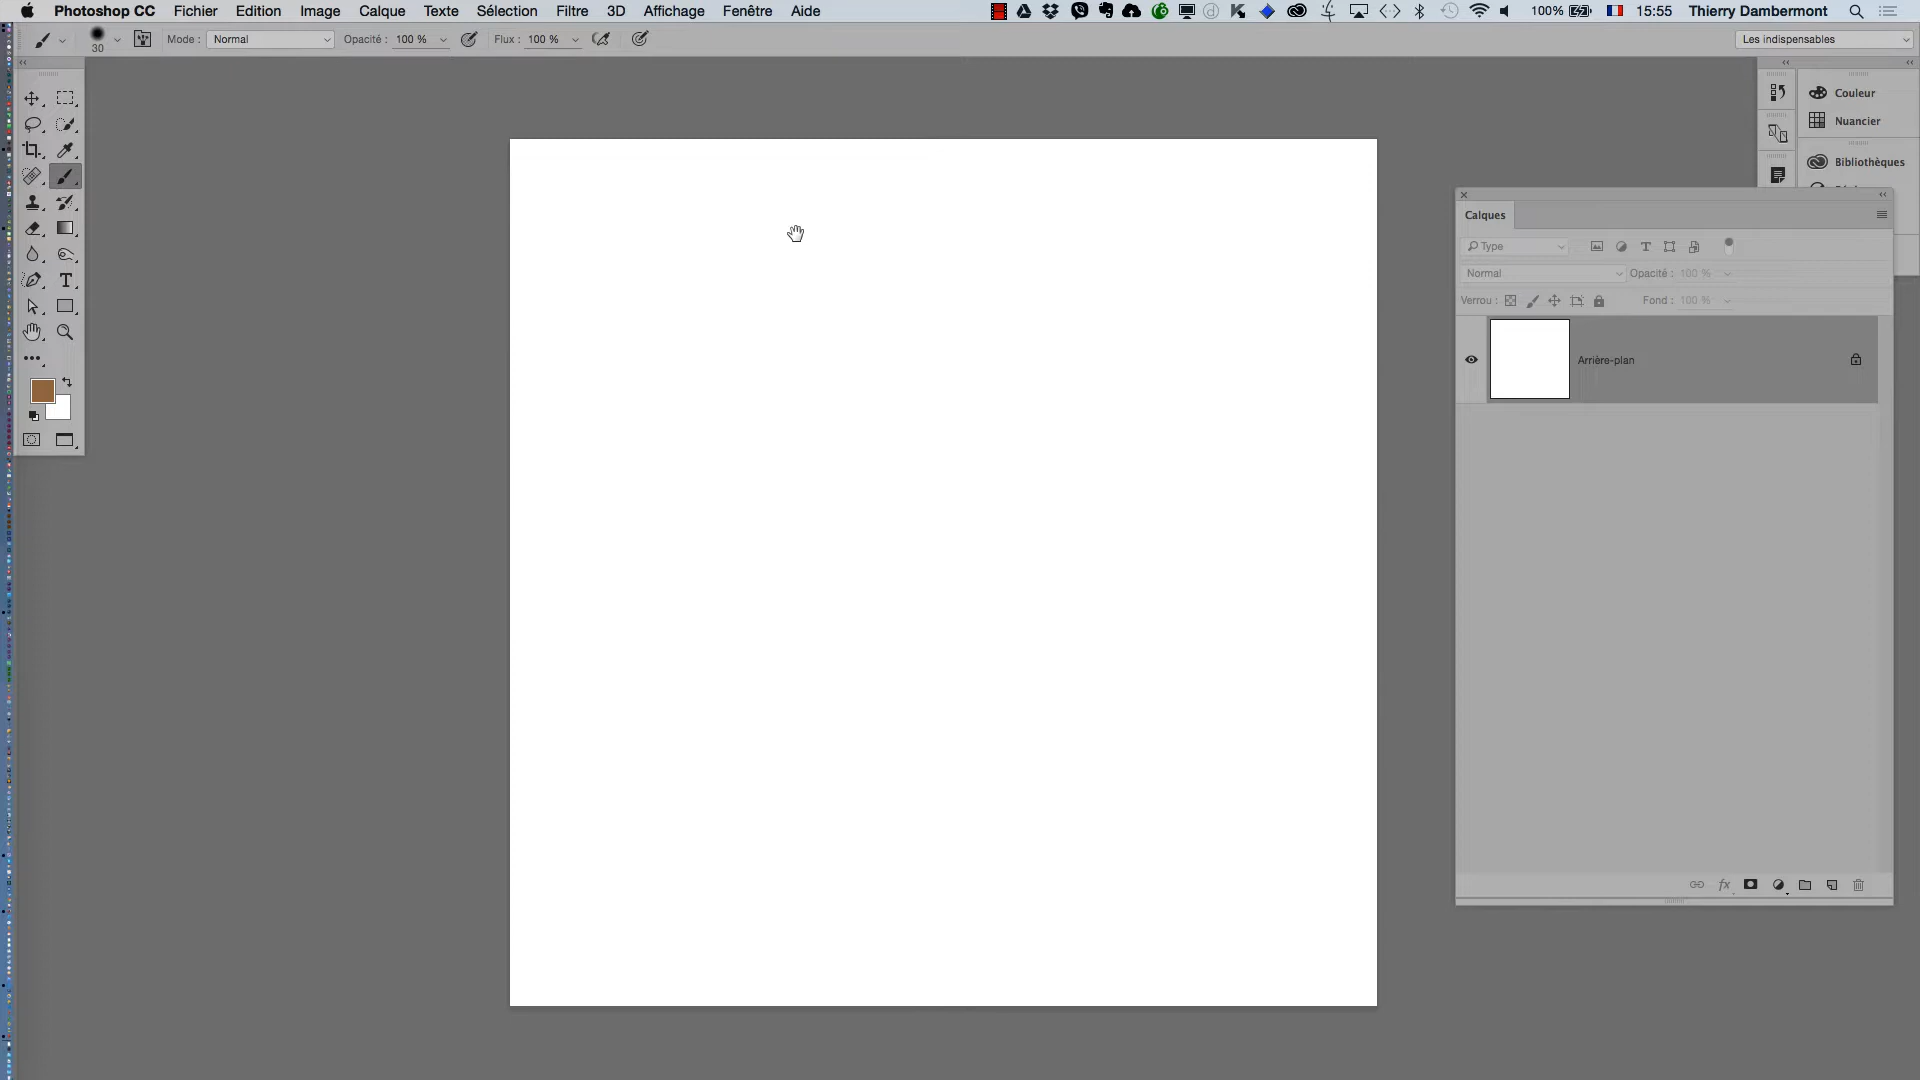 Photoshop CC Fichier Edition Image Calque Texte Sélection Filtre 3D Affichage Fenêtre Aide 100% 15:55 Thierry Dambermont
30 Mode : Normal Opacité : 100 % Flux : 100 % Les indispensables
Couleur
Nuancier
Bibliothèques
Calques
Type
Normal Opacité : 100 %
Verrou : Fond : 100 %
Arrière-plan
fx